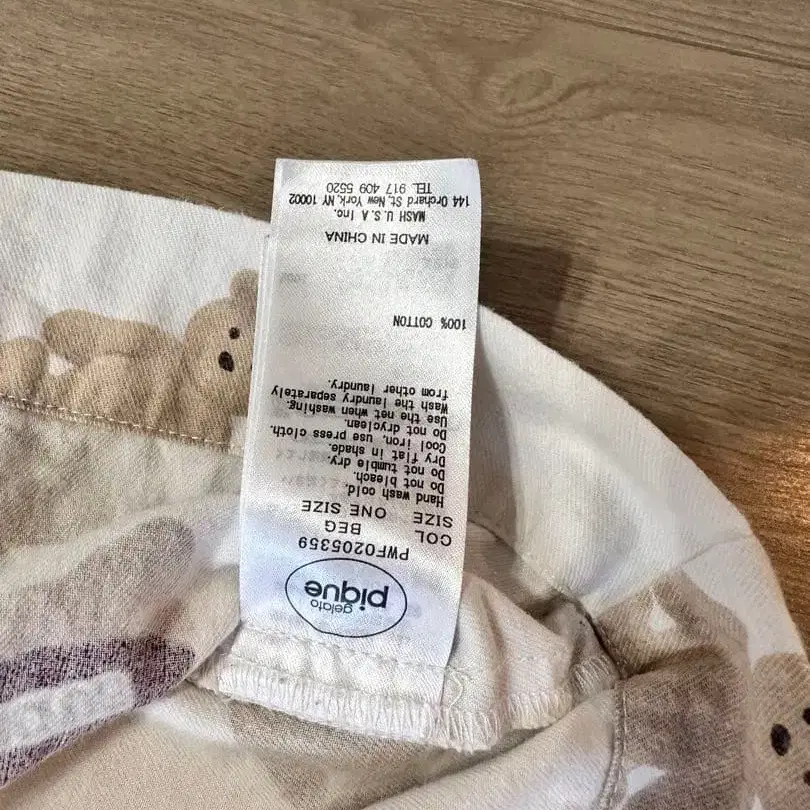 gelato
pique
PWF0205359
COL BEG
SIZE ONE SIZE
Hand wash cold.
Do not bleach.
Do not tumble dry.
Dry flat in shade.
Cool iron, use press cloth.
Do not dryclean.
Use the net when washing.
Wash the laundry separately
from other laundry.
100% COTTON
MADE IN CHINA
MASH U.S.A Inc.
144 Orchard St, New York, NY 10002
TEL 917 409 5520